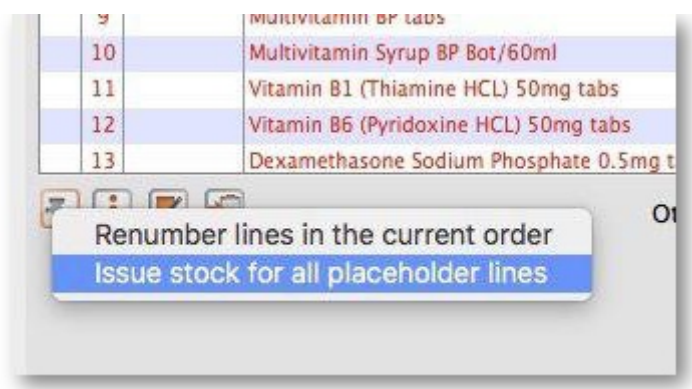 9 Multivitamin BP tabs
10 Multivitamin Syrup BP Bot/60ml
11 Vitamin B1 (Thiamine HCL) 50mg tabs
12 Vitamin B6 (Pyridoxine HCL) 50mg tabs
13 Dexamethasone Sodium Phosphate 0.5mg t
Ot
Renumber lines in the current order
Issue stock for all placeholder lines